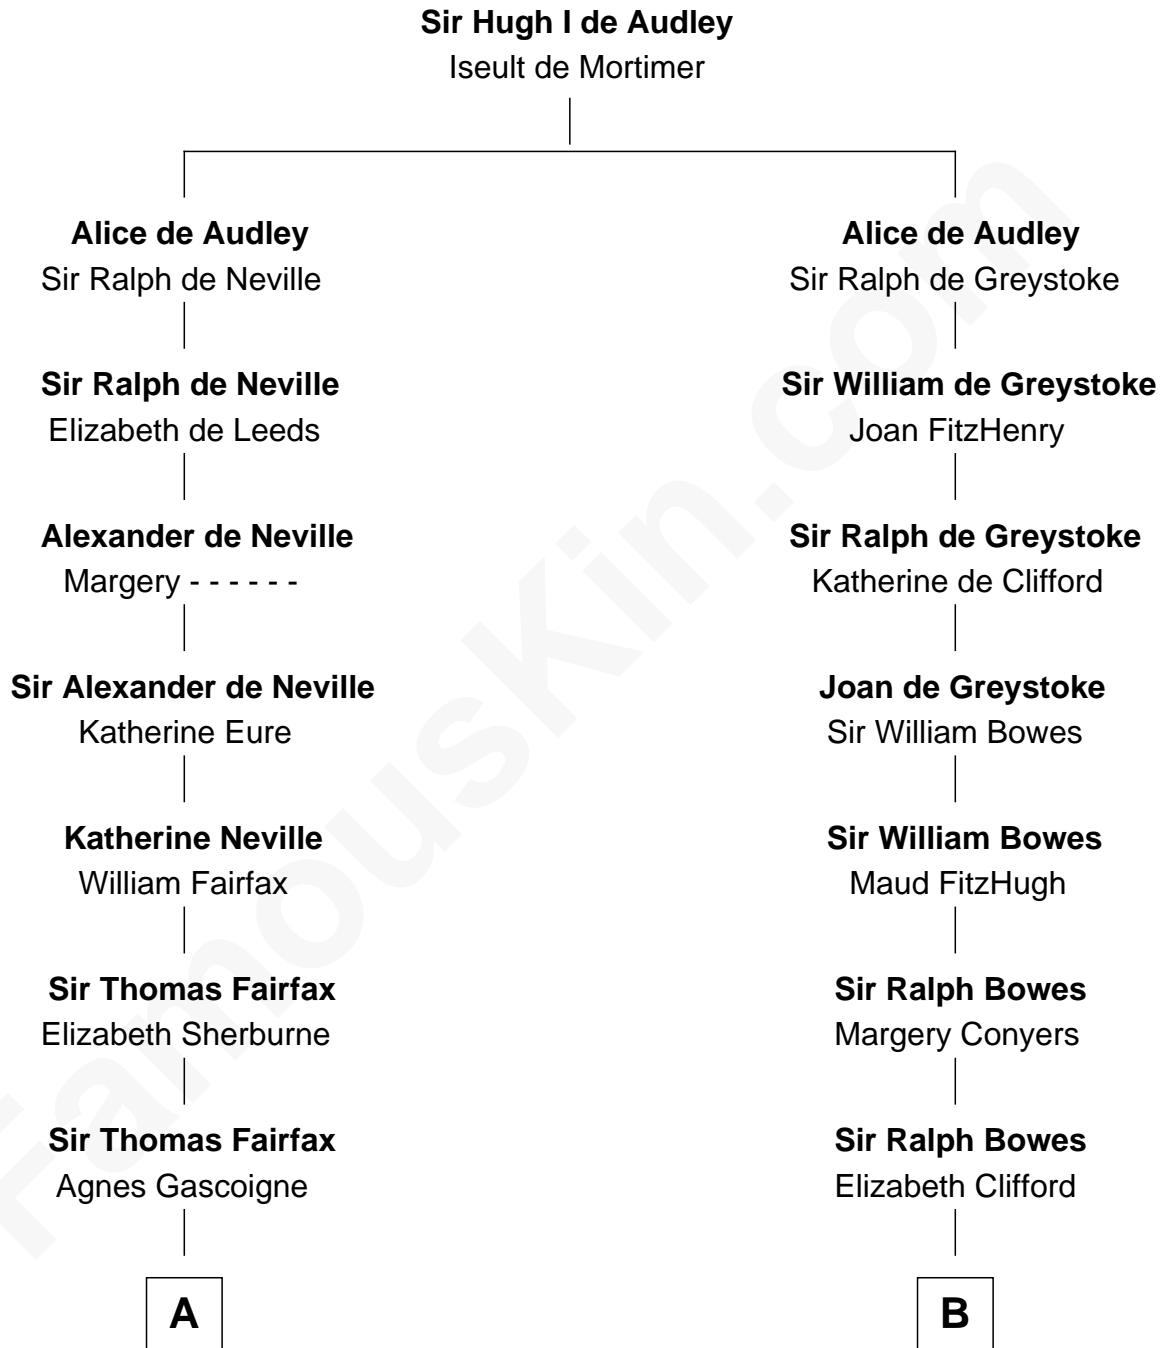 Sir Hugh I de Audley
Iseult de Mortimer
Alice de Audley
Sir Ralph de Neville
Alice de Audley
Sir Ralph de Greystoke
Sir Ralph de Neville
Elizabeth de Leeds
Sir William de Greystoke
Joan FitzHenry
Alexander de Neville
Margery - - - - - -
Sir Ralph de Greystoke
Katherine de Clifford
Sir Alexander de Neville
Katherine Eure
Joan de Greystoke
Sir William Bowes
Katherine Neville
William Fairfax
Sir William Bowes
Maud FitzHugh
Sir Thomas Fairfax
Elizabeth Sherburne
Sir Ralph Bowes
Margery Conyers
Sir Thomas Fairfax
Agnes Gascoigne
Sir Ralph Bowes
Elizabeth Clifford
A
B
FamousKin.com